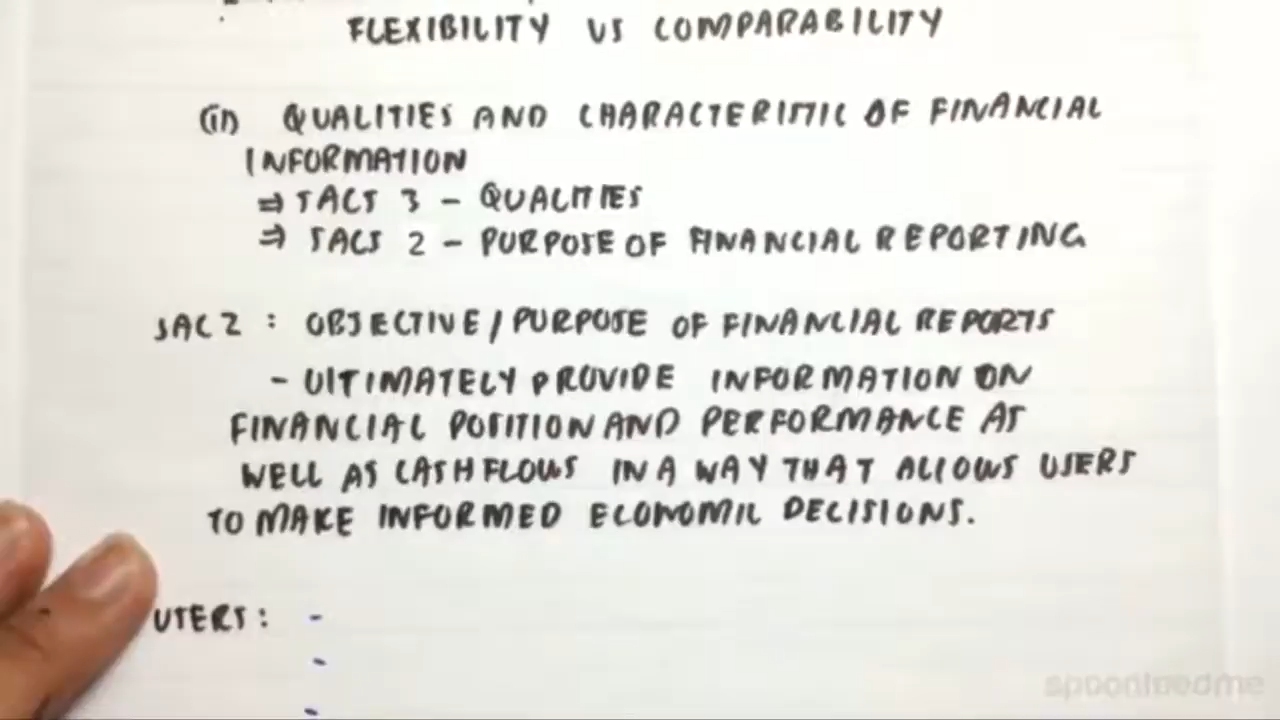 FLEXIBILITY VS COMPARABILITY
(ii) QUALITIES AND CHARACTERISTIC OF FINANCIAL
INFORMATION
⇒ SACS 3 - QUALITIES
⇒ SACS 2 - PURPOSE OF FINANCIAL REPORTING
SAC 2 : OBJECTIVE / PURPOSE OF FINANCIAL REPORTS
- ULTIMATELY PROVIDE INFORMATION ON
FINANCIAL POSITION AND PERFORMANCE AS
WELL AS CASHFLOWS IN A WAY THAT ALLOWS USERS
TO MAKE INFORMED ECONOMIC DECISIONS.
USERS : -
-
-
spoonfeedme